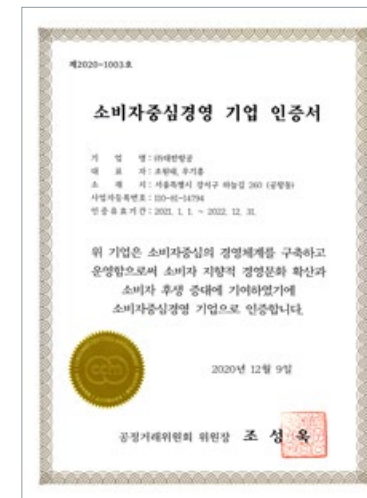 제2020-1003호
소비자중심경영 기업 인증서
기 업 명 : ㈜대한항공
대 표 자 : 조원태, 우기홍
소 재 지 : 서울특별시 강서구 하늘길 260 (공항동)
사업자등록번호 : 110-81-14794
인증유효기간 : 2021. 1. 1. ~ 2022. 12. 31.
위 기업은 소비자중심의 경영체계를 구축하고
운영함으로써 소비자 지향적 경영문화 확산과
소비자 후생 증대에 기여하였기에
소비자중심경영 기업으로 인증합니다.
ccm
2020년 12월 9일
공정거래위원회 위원장 조 성 욱